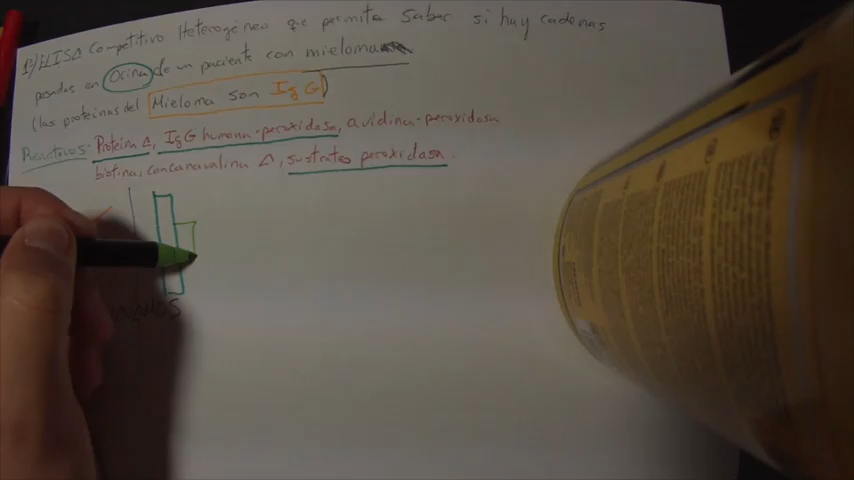 1º) ELISA Competitivo Heterogéneo que permita saber si hay cadenas
pesadas en Orina de un paciente con mieloma
(las proteínas del Mieloma son IgG)
Reactivos: Proteína A, IgG humana-peroxidasa, avidina-peroxidasa
biotina, concanavalina A, sustrato peroxidasa.